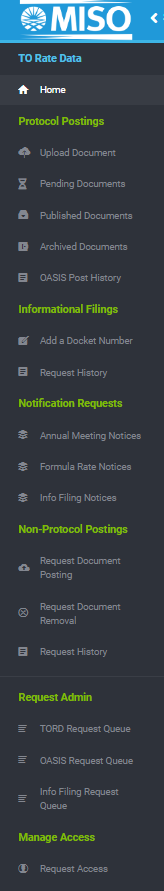 MISO
TO Rate Data
Home
Protocol Postings
Upload Document
Pending Documents
Published Documents
Archived Documents
OASIS Post History
Informational Filings
Add a Docket Number
Request History
Notification Requests
Annual Meeting Notices
Formula Rate Notices
Info Filing Notices
Non-Protocol Postings
Request Document
Posting
Request Document
Removal
Request History
Request Admin
TORD Request Queue
OASIS Request Queue
Info Filing Request
Queue
Manage Access
Request Access